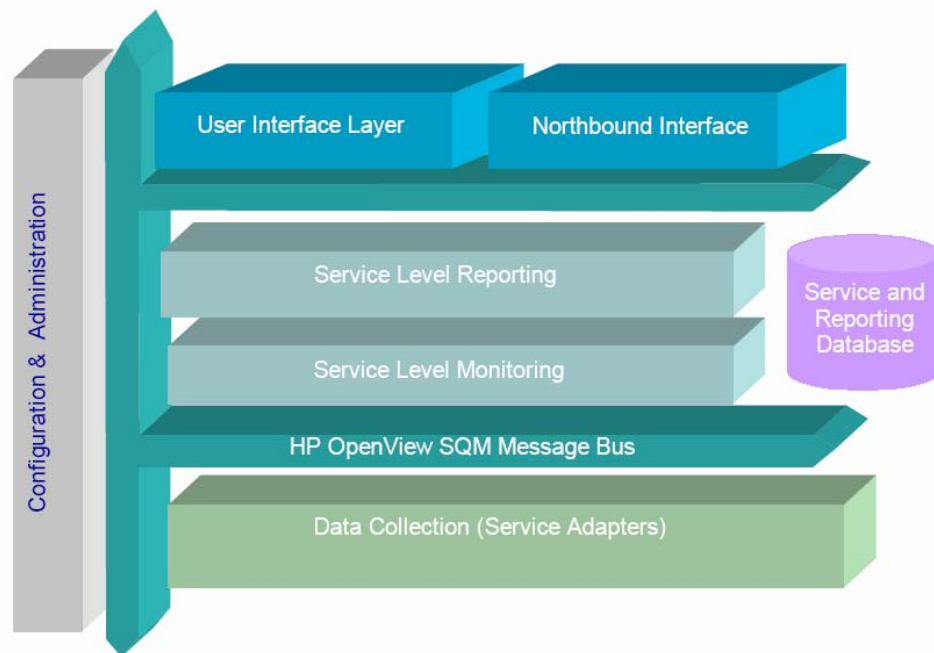 User Interface Layer
Northbound Interface
Configuration & Administration
Service Level Reporting
Service and
Reporting
Database
Service Level Monitoring
HP OpenView SQM Message Bus
Data Collection (Service Adapters)